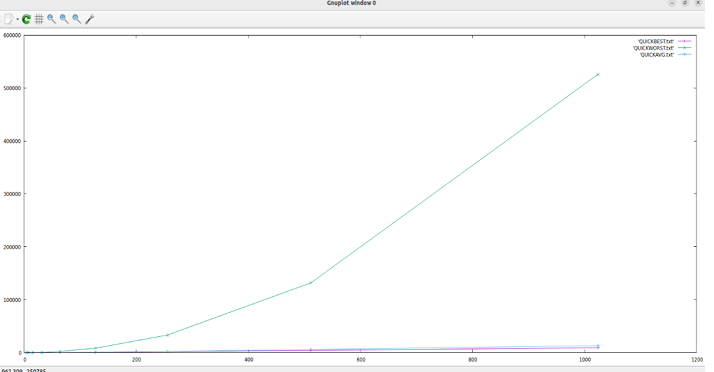 Gnuplot window 0
600000
'QUICKBEST.txt'
'QUICKWORST.txt'
'QUICKAVG.txt'
500000
400000
300000
200000
100000
0
0 200 400 600 800 1000 1200